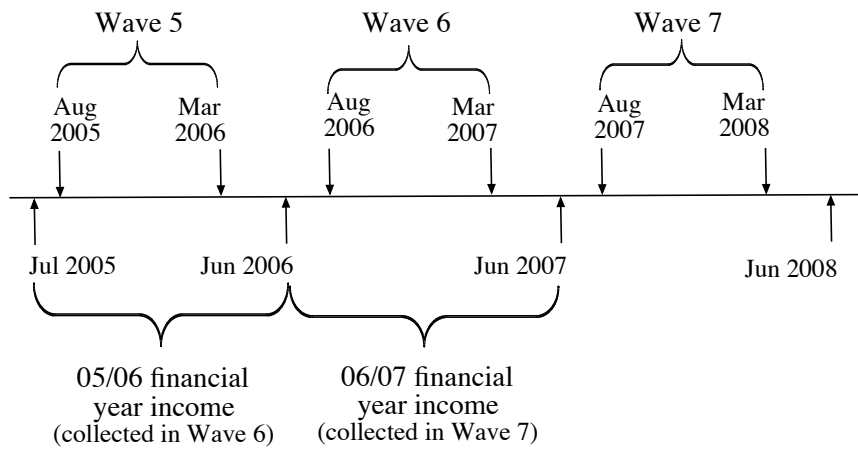 Wave 5
Wave 6
Wave 7
Aug
2005
Mar
2006
Aug
2006
Mar
2007
Aug
2007
Mar
2008
Jul 2005
Jun 2006
Jun 2007
Jun 2008
05/06 financial
year income
(collected in Wave 6)
06/07 financial
year income
(collected in Wave 7)